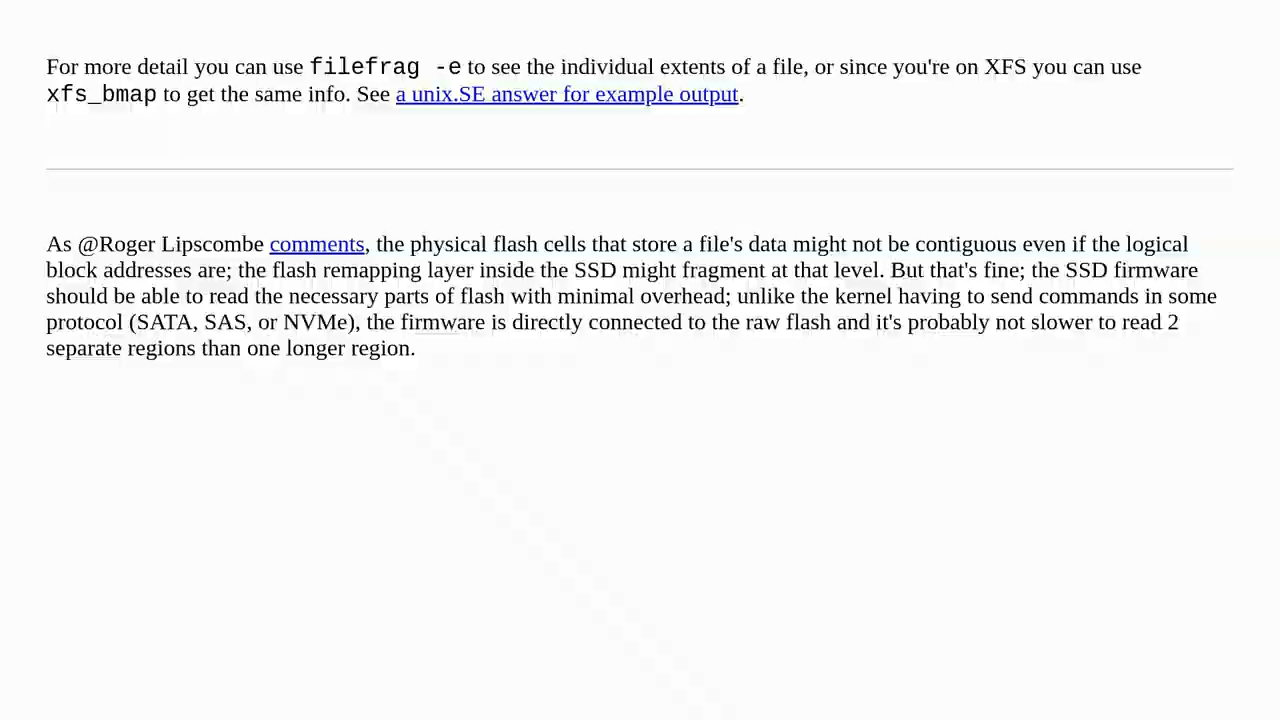 For more detail you can use filefrag -e to see the individual extents of a file, or since you're on XFS you can use
xfs_bmap to get the same info. See a unix.SE answer for example output.
As @Roger Lipscombe comments, the physical flash cells that store a file's data might not be contiguous even if the logical
block addresses are; the flash remapping layer inside the SSD might fragment at that level. But that's fine; the SSD firmware
should be able to read the necessary parts of flash with minimal overhead; unlike the kernel having to send commands in some
protocol (SATA, SAS, or NVMe), the firmware is directly connected to the raw flash and it's probably not slower to read 2
separate regions than one longer region.